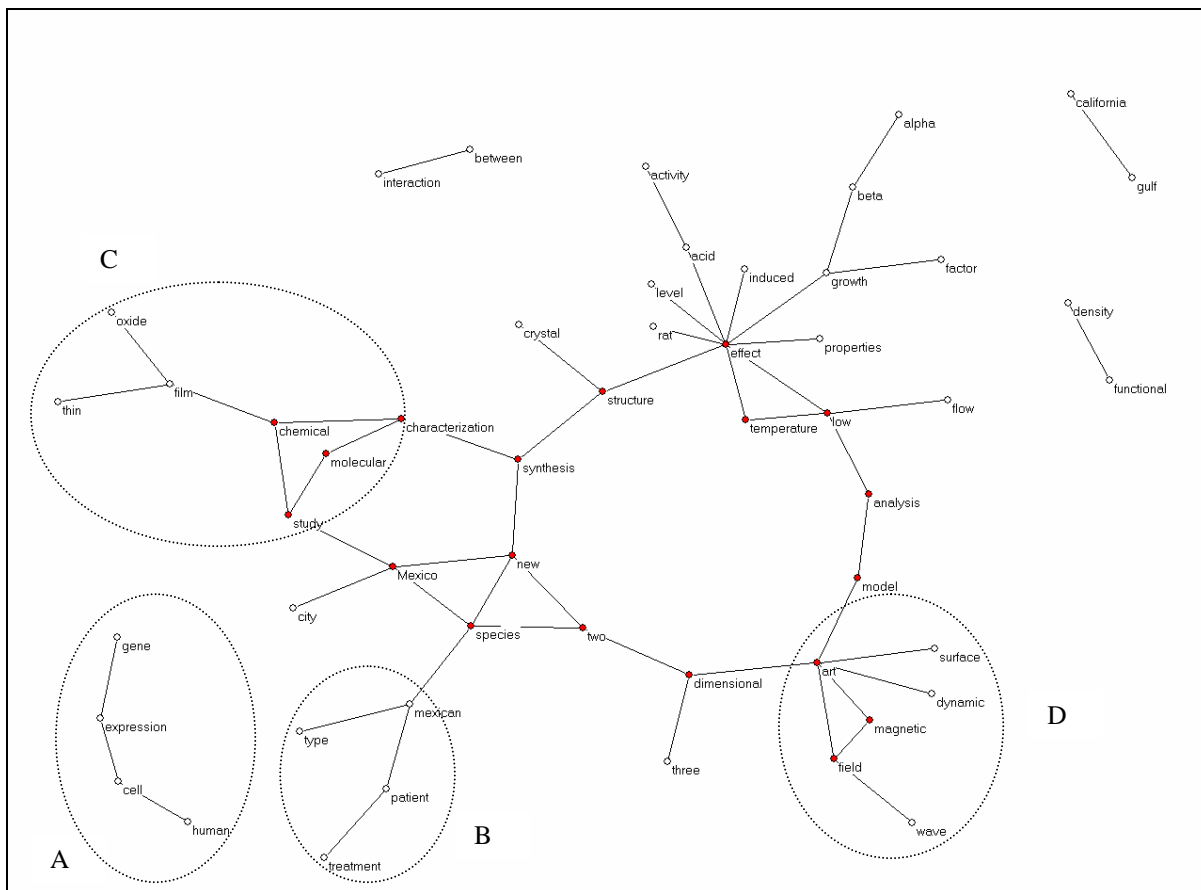 california
alpha
between
activity
interaction
gulf
beta
C
acid
factor
induced
growth
level
density
oxide
crystal
rat
effect
properties
film
functional
thin
structure
flow
chemical
characterization
temperature
low
molecular
synthesis
analysis
study
new
Mexico
model
city
species
two
gene
surface
art
dimensional
dynamic
mexican
D
expression
magnetic
type
field
three
cell
patient
human
wave
B
A
treatment